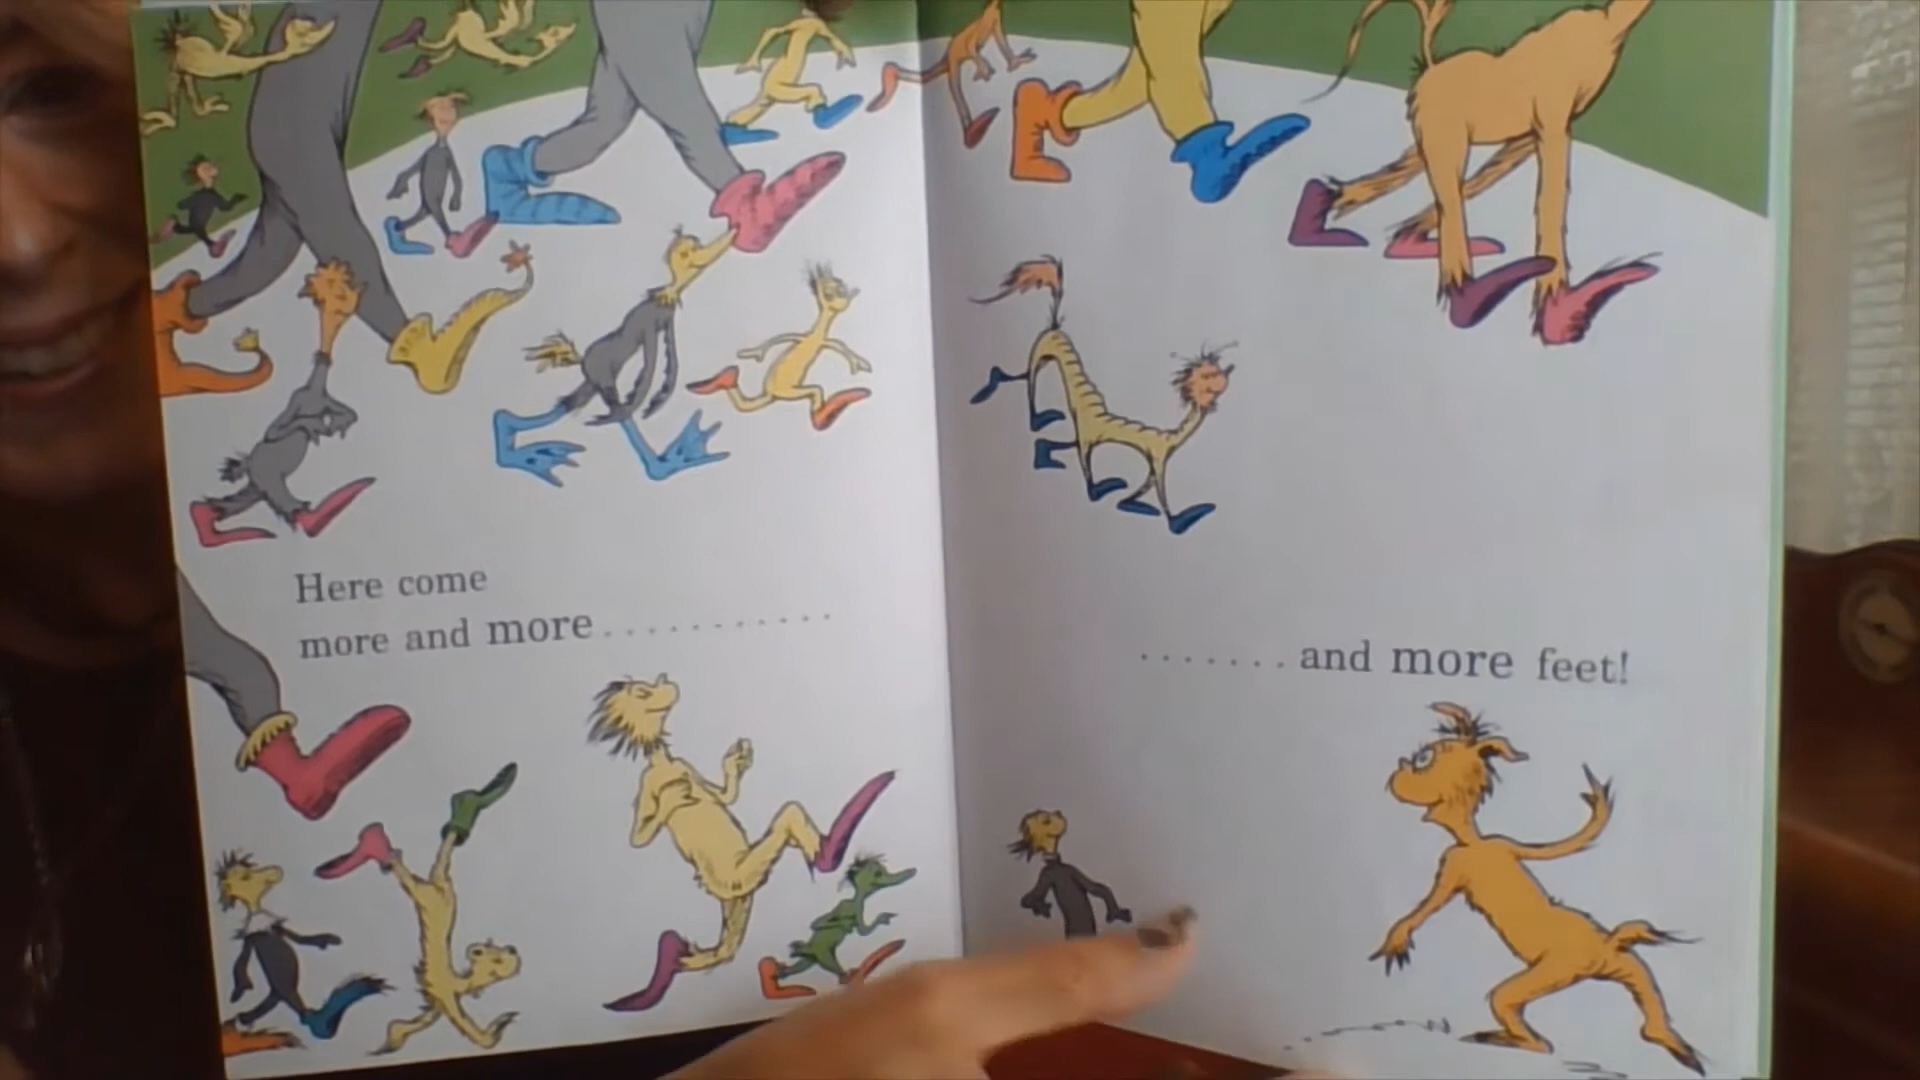 Here come
more and more...........
.......and more feet!